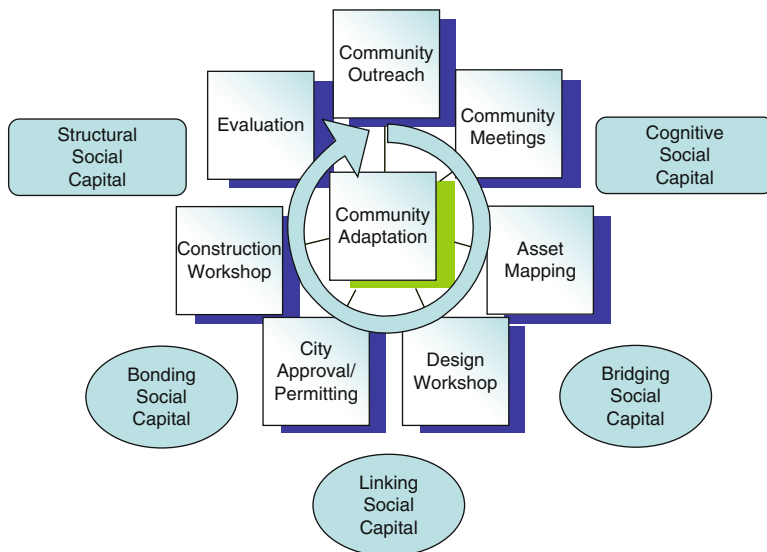 Community
Outreach
Evaluation
Community
Meetings
Structural
Social
Capital
Cognitive
Social
Capital
Community
Adaptation
Construction
Workshop
Asset
Mapping
City
Approval/
Permitting
Design
Workshop
Bonding
Social
Capital
Bridging
Social
Capital
Linking
Social
Capital